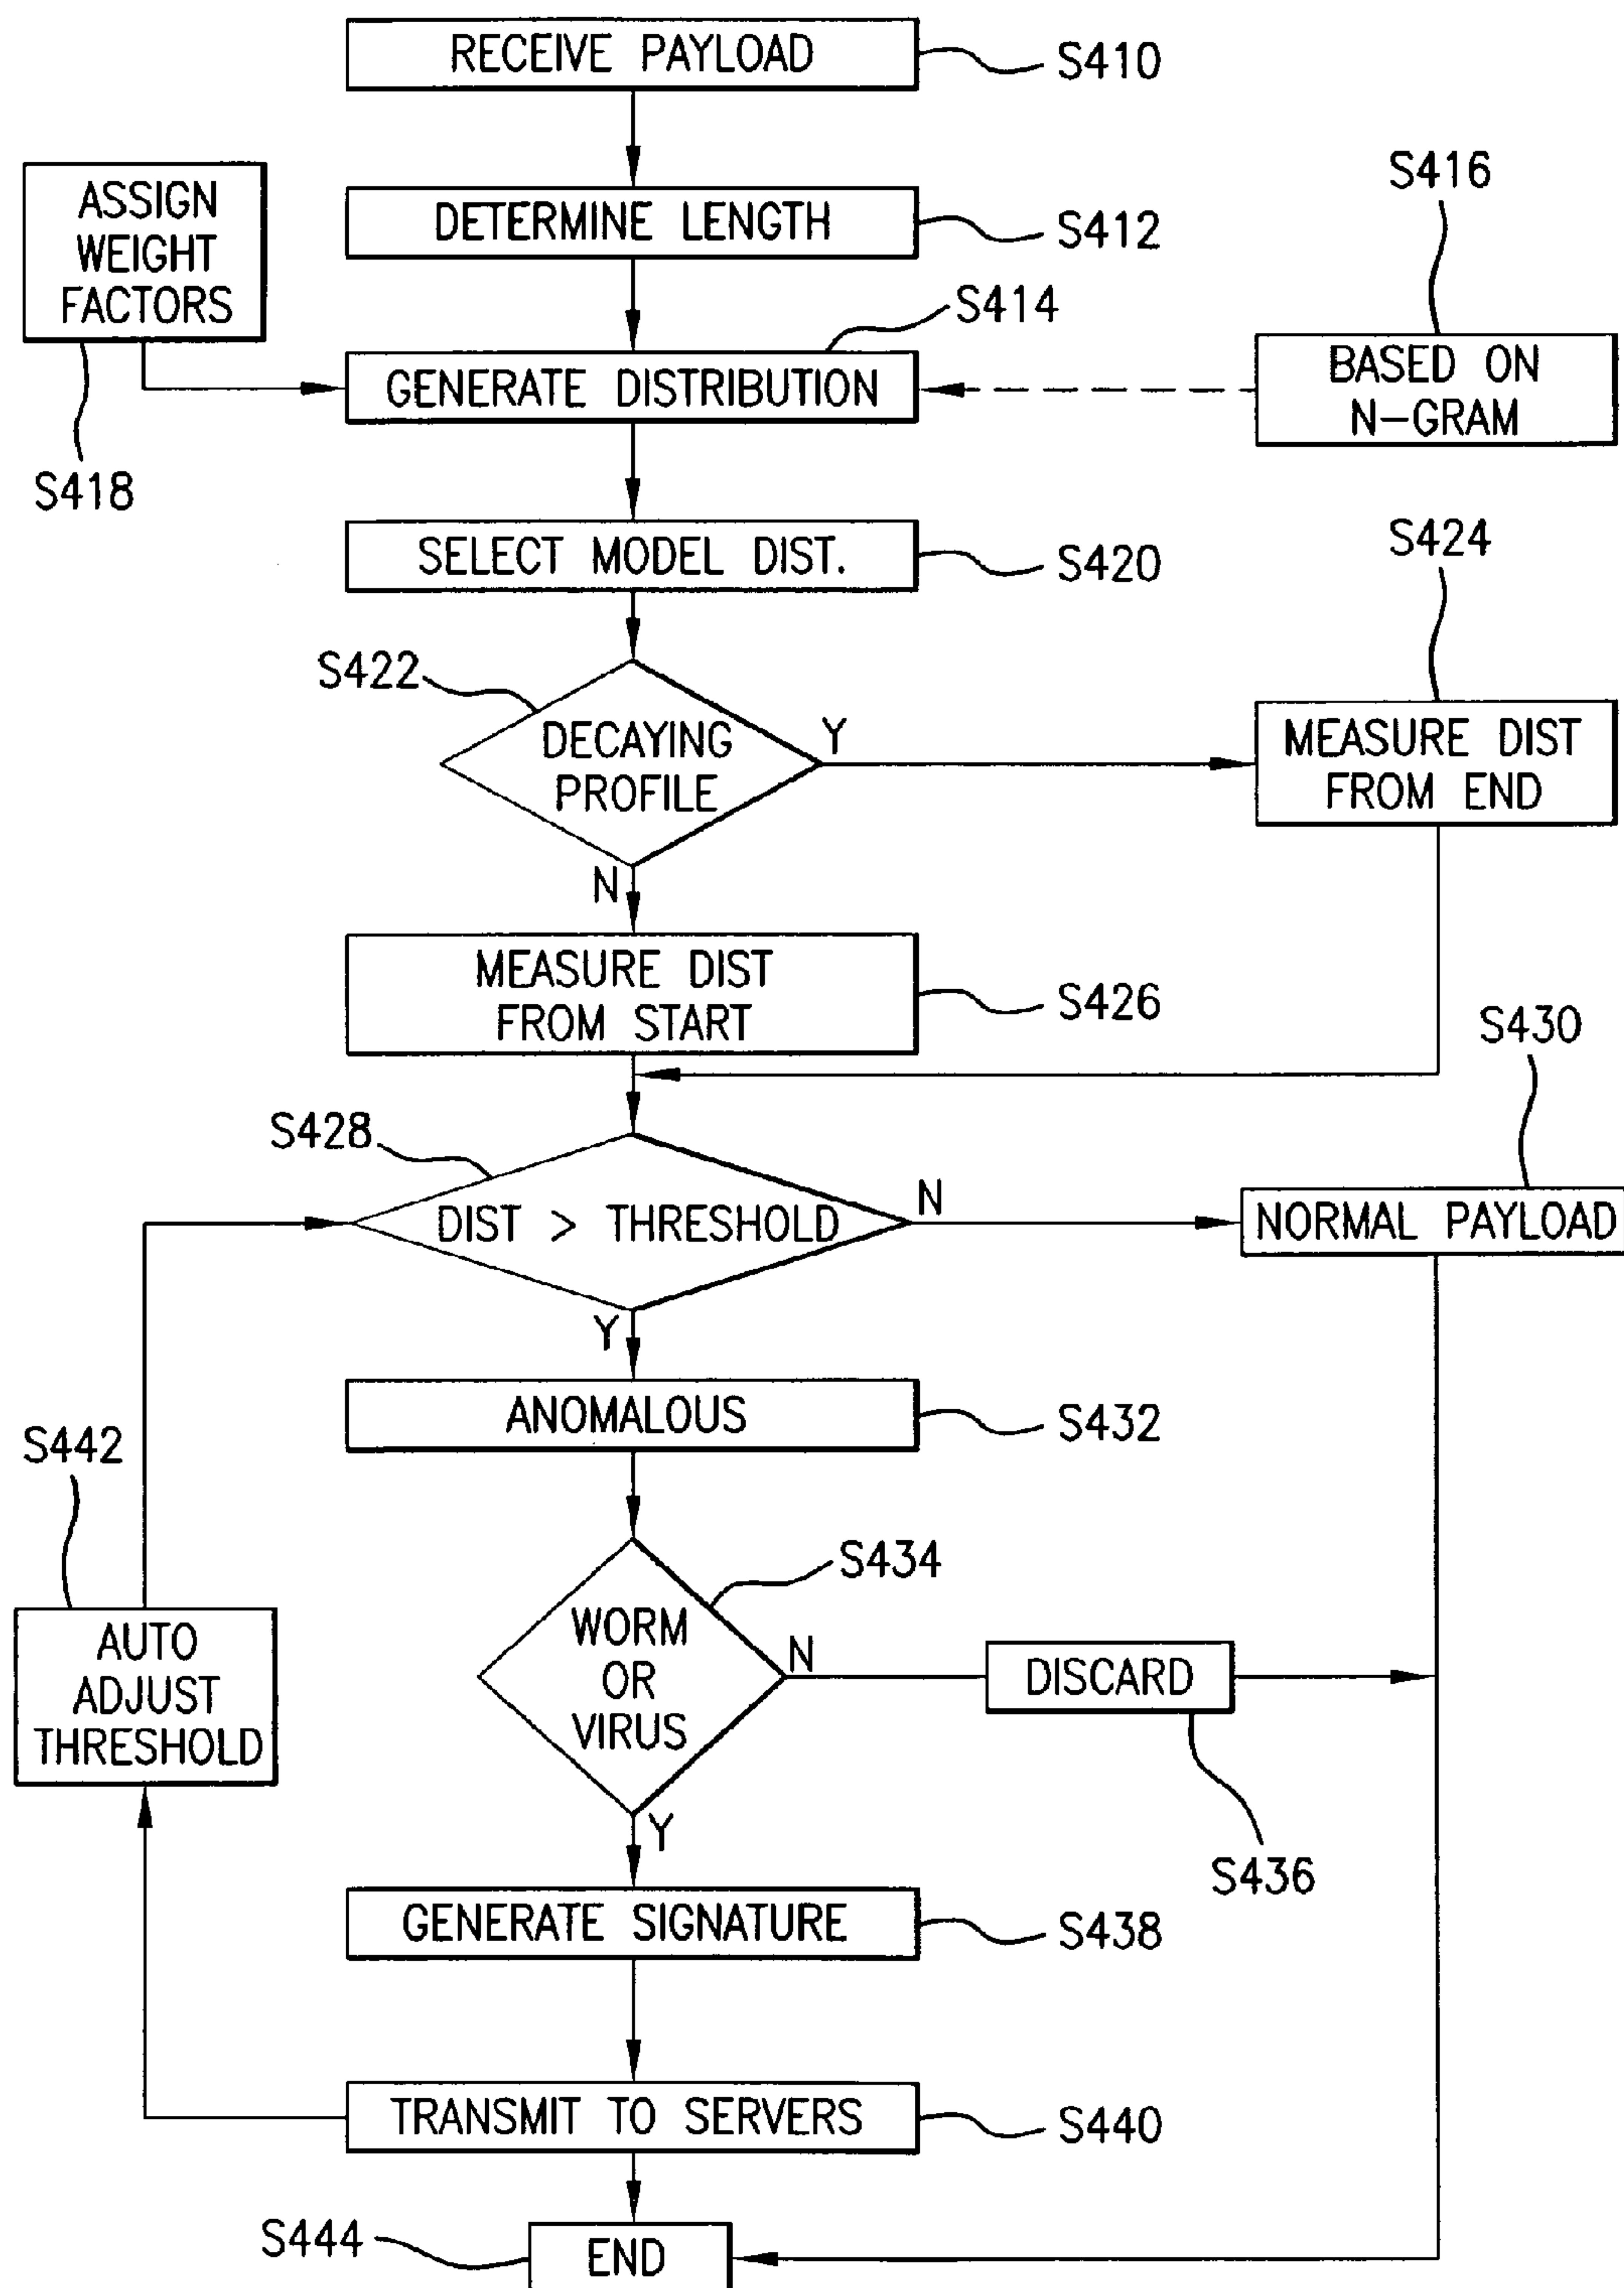 RECEIVE PAYLOAD
S410
ASSIGN
WEIGHT
FACTORS
S418
DETERMINE LENGTH
S412
S416
S414
GENERATE DISTRIBUTION
BASED ON
N-GRAM
SELECT MODEL DIST.
S420
S424
S422
DECAYING
PROFILE
Y
N
MEASURE DIST
FROM END
MEASURE DIST
FROM START
S426
S430
S428
DIST > THRESHOLD
N
Y
NORMAL PAYLOAD
ANOMALOUS
S432
S442
AUTO
ADJUST
THRESHOLD
S434
WORM
OR
VIRUS
N
Y
DISCARD
S436
GENERATE SIGNATURE
S438
TRANSMIT TO SERVERS
S440
S444
END